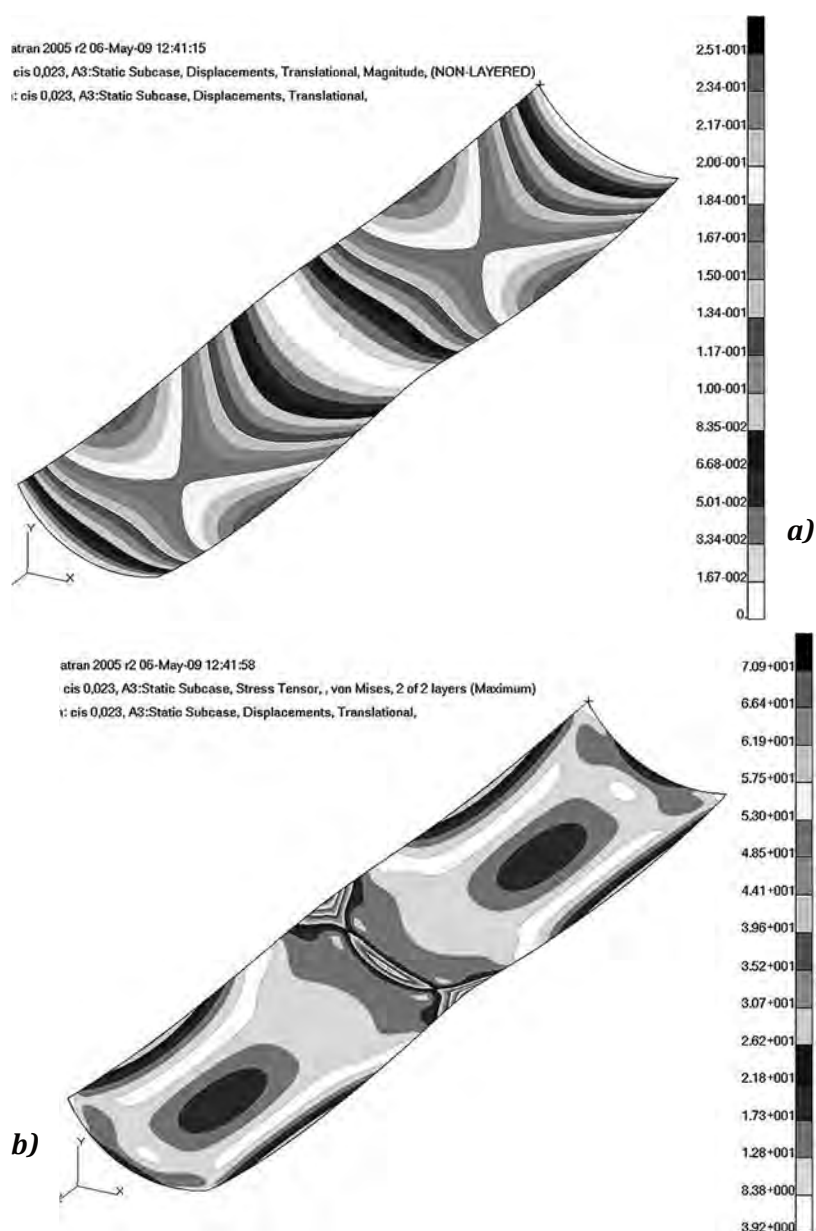 atran 2005 r2 06-May-09 12:41:15
cis 0,023, A3:Static Subcase, Displacements, Translational, Magnitude, (NON-LAYERED)
: cis 0,023, A3:Static Subcase, Displacements, Translational,
2.51-001
2.34-001
2.17-001
2.00-001
1.84-001
1.67-001
1.50-001
1.34-001
1.17-001
1.00-001
8.35-002
6.68-002
5.01-002
3.34-002
1.67-002
0.
Y
X
a)
atran 2005 r2 06-May-09 12:41:58
cis 0,023, A3:Static Subcase, Stress Tensor, , von Mises, 2 of 2 layers (Maximum)
: cis 0,023, A3:Static Subcase, Displacements, Translational,
7.09+001
6.64+001
6.19+001
5.75+001
5.30+001
4.85+001
4.41+001
3.96+001
3.52+001
3.07+001
2.62+001
2.18+001
1.73+001
1.28+001
8.38+000
3.92+000
b)
Y
X